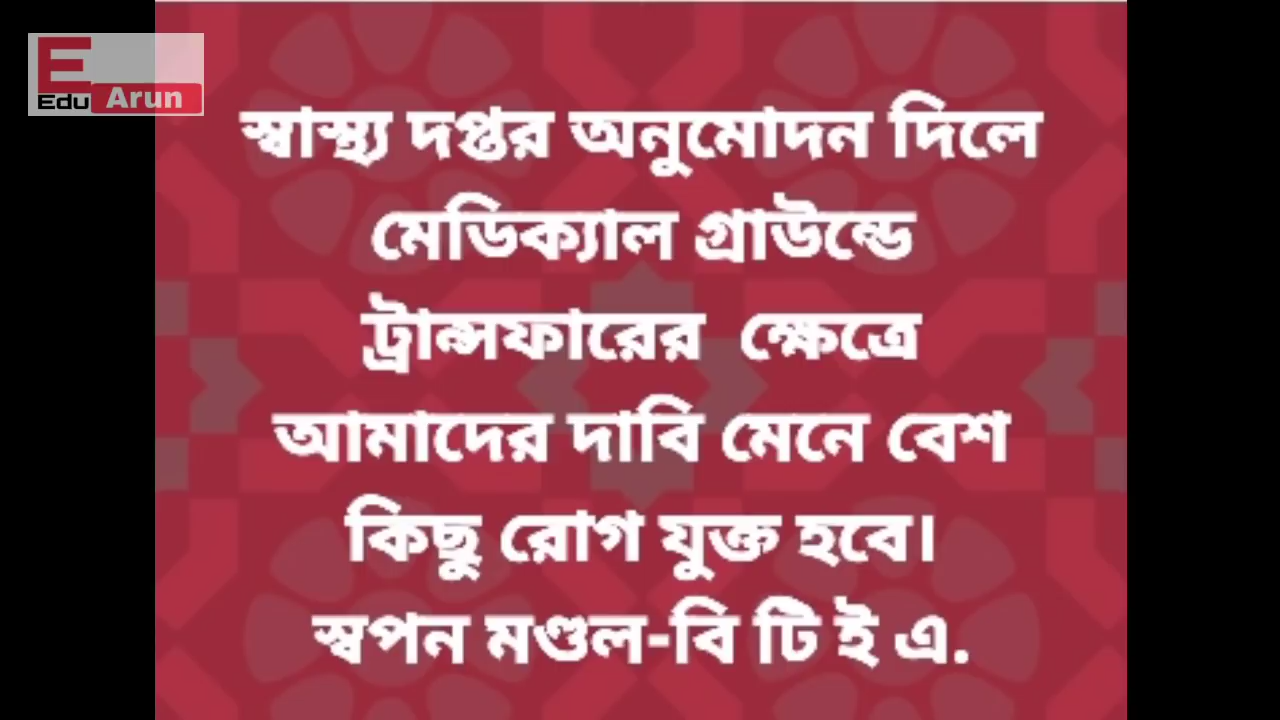 E
Edu Arun
স্বাস্থ্য দপ্তর অনুমোদন দিলে
মেডিক্যাল গ্রাউন্ডে
ট্রান্সফারের ক্ষেত্রে
আমাদের দাবি মেনে বেশ
কিছু রোগ যুক্ত হবে।
স্বপন মণ্ডল-বি টি ই এ.